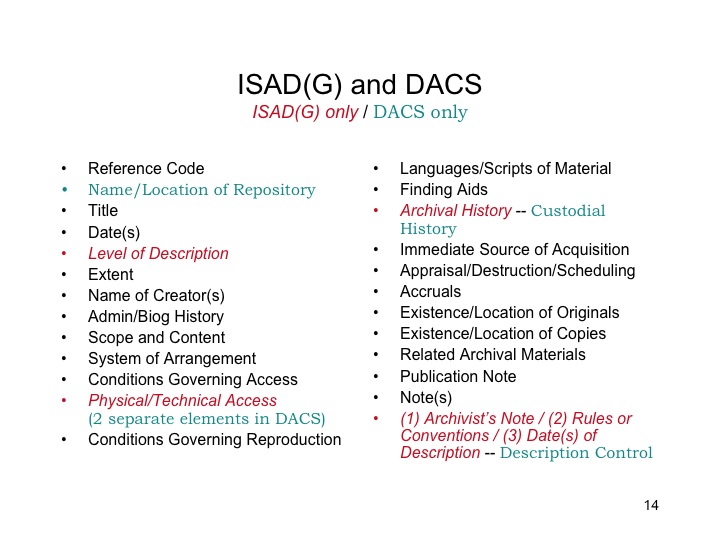 ISAD(G) and DACS
ISAD(G) only / DACS only
• Reference Code
• Name/Location of Repository
• Title
• Date(s)
• Level of Description
• Extent
• Name of Creator(s)
• Admin/Biog History
• Scope and Content
• System of Arrangement
• Conditions Governing Access
• Physical/Technical Access
(2 separate elements in DACS)
• Conditions Governing Reproduction
• Languages/Scripts of Material
• Finding Aids
• Archival History -- Custodial
History
• Immediate Source of Acquisition
• Appraisal/Destruction/Scheduling
• Accruals
• Existence/Location of Originals
• Existence/Location of Copies
• Related Archival Materials
• Publication Note
• Note(s)
• (1) Archivist’s Note / (2) Rules or
Conventions / (3) Date(s) of
Description -- Description Control
14